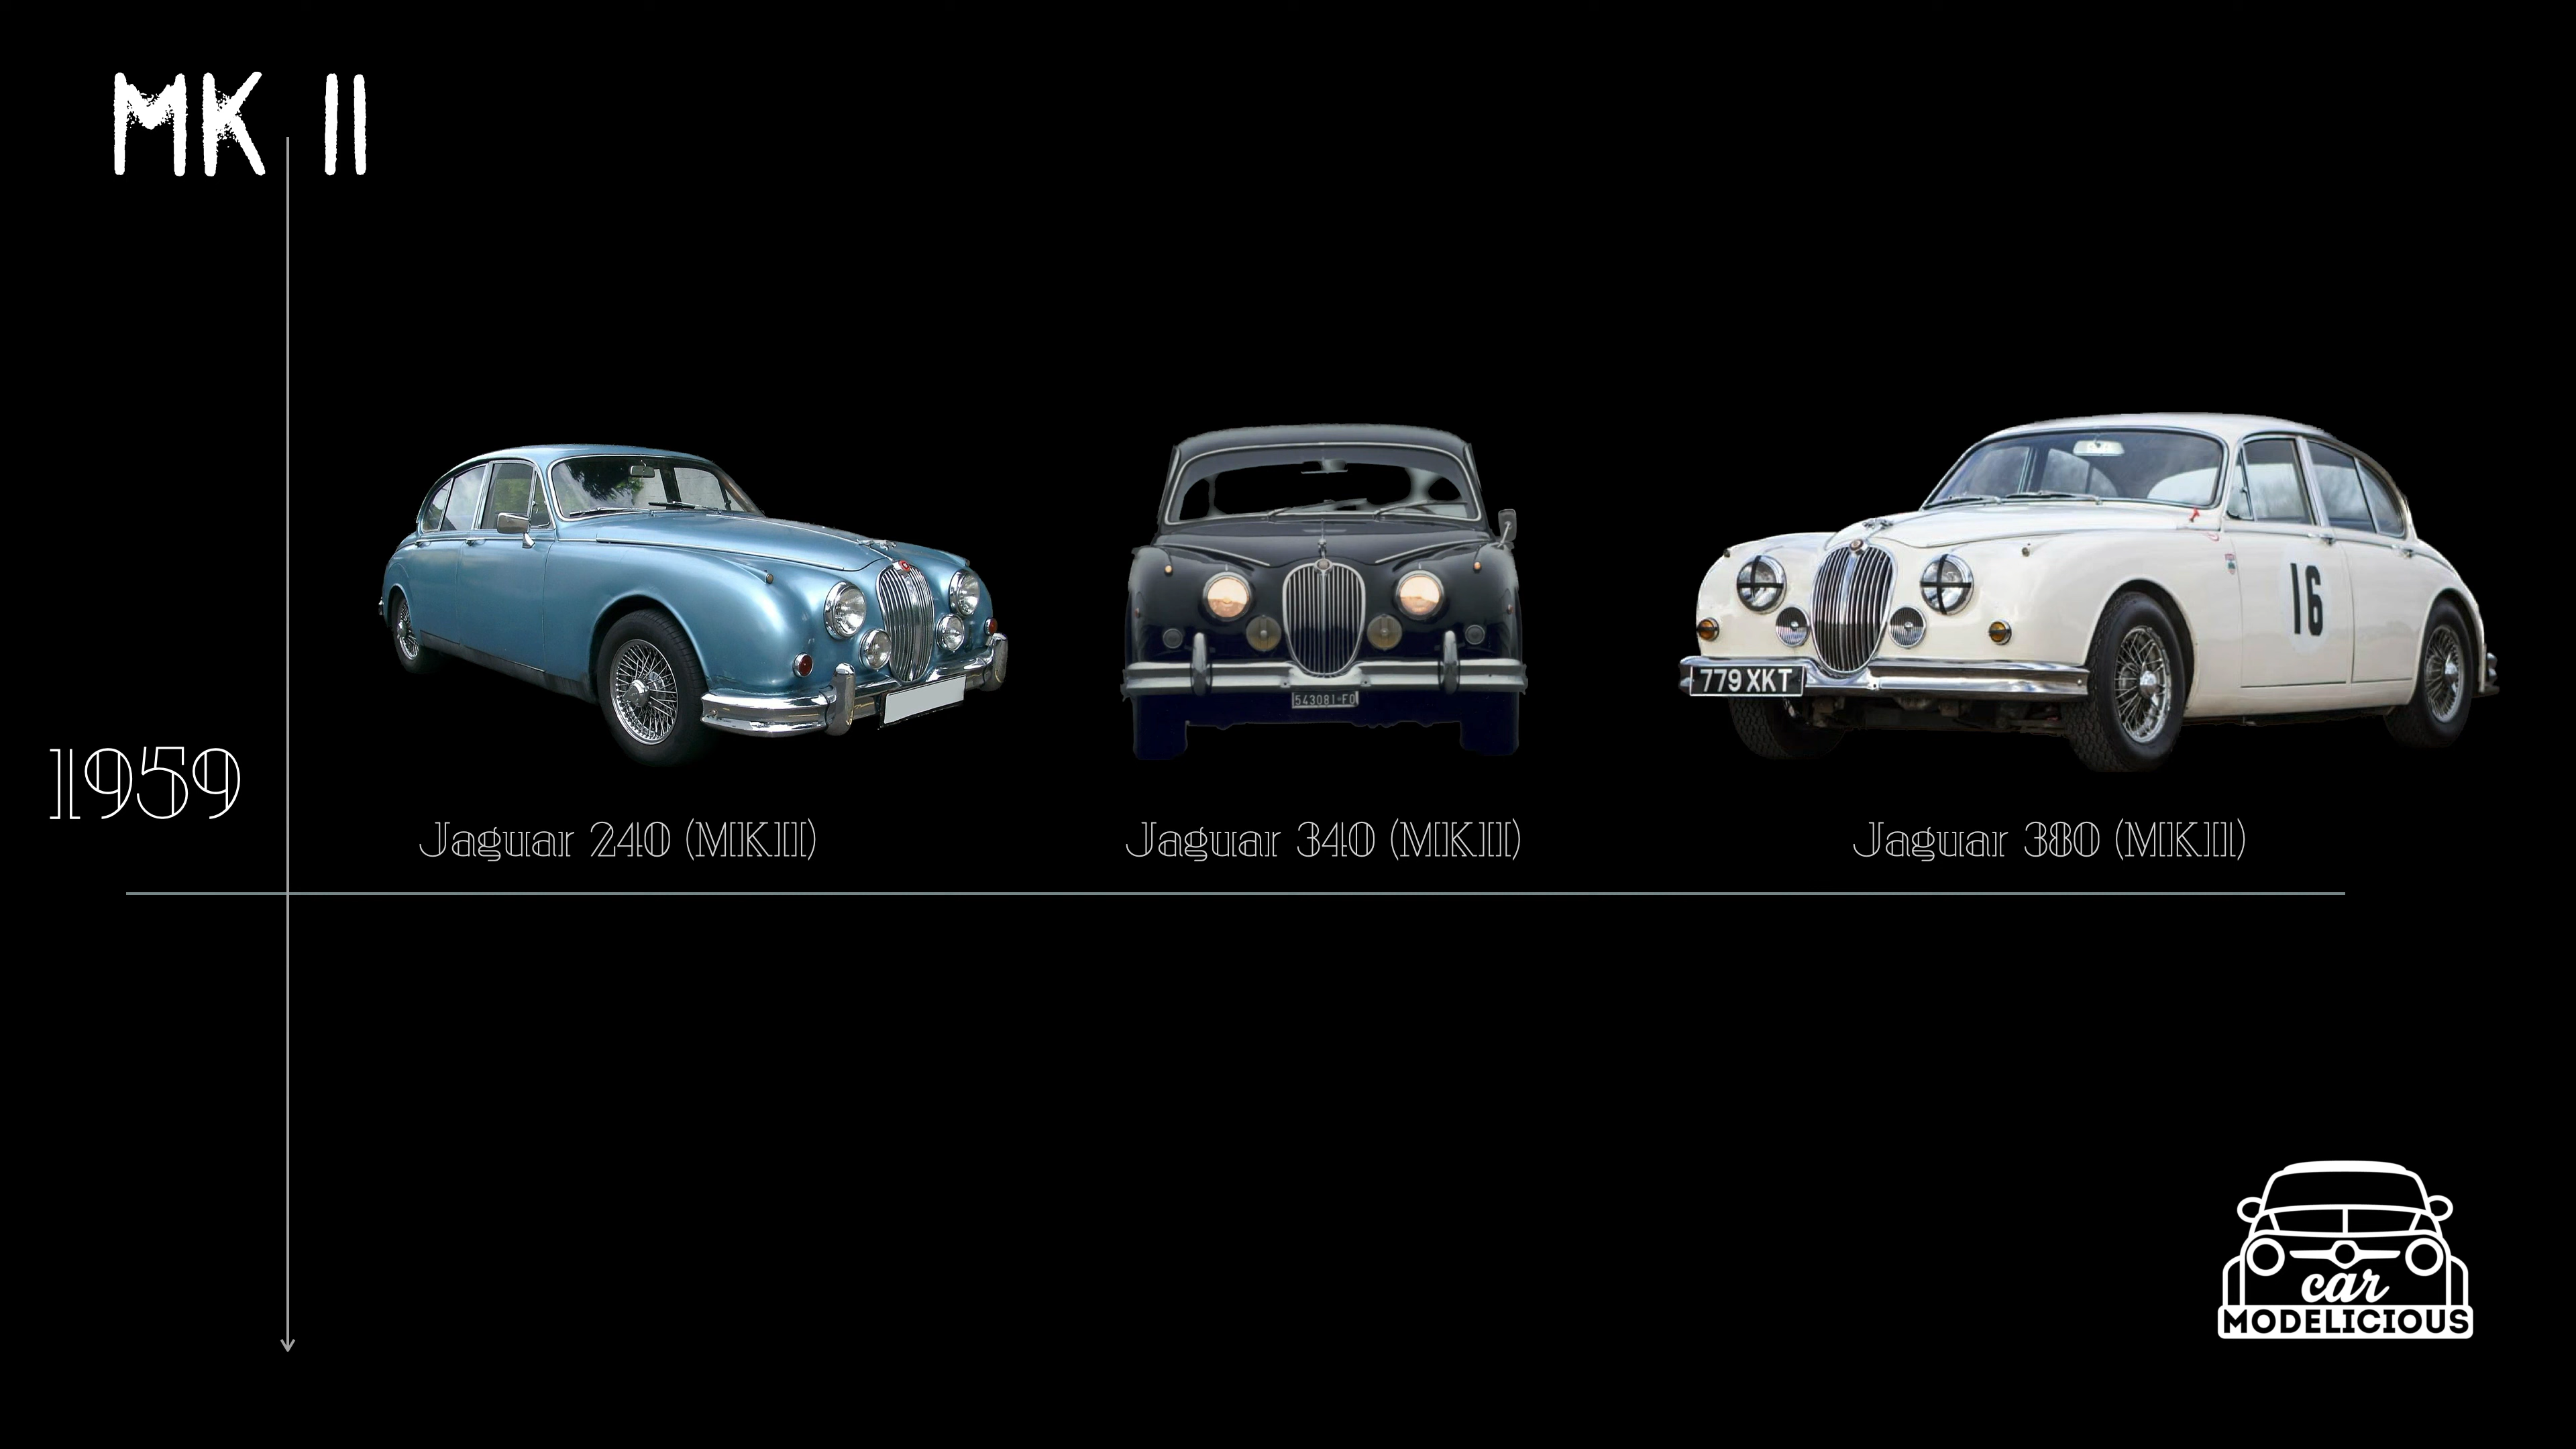 MK II
779 XKT
16
543081-FO
1959
Jaguar 240 (MKII)
Jaguar 340 (MKII)
Jaguar 380 (MKII)
car
MODELICIOUS